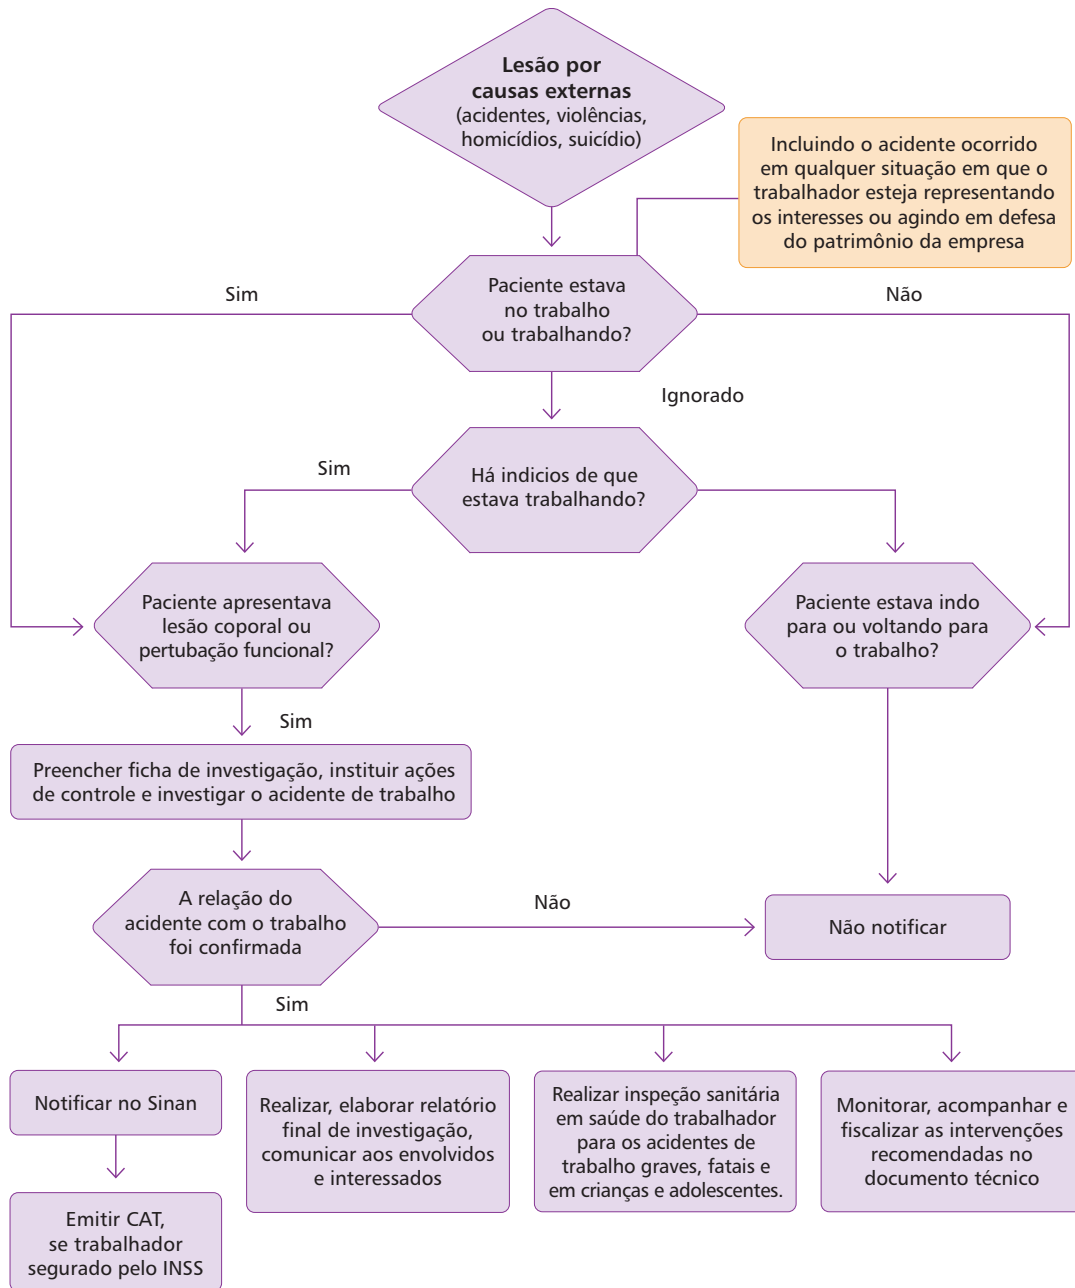 Lesão por
causas externas
(acidentes, violências,
homicídios, suicídio)
Incluindo o acidente ocorrido
em qualquer situação em que o
trabalhador esteja representando
os interesses ou agindo em defesa
do patrimônio da empresa
Sim
Paciente estava
no trabalho
ou trabalhando?
Não
Ignorado
Sim
Há indicios de que
estava trabalhando?
Paciente apresentava
lesão coporal ou
pertubação funcional?
Paciente estava indo
para ou voltando para
o trabalho?
Sim
Preencher ficha de investigação, instituir ações
de controle e investigar o acidente de trabalho
A relação do
acidente com o trabalho
foi confirmada
Não
Não notificar
Sim
Notificar no Sinan
Realizar, elaborar relatório
final de investigação,
comunicar aos envolvidos
e interessados
Realizar inspeção sanitária
em saúde do trabalhador
para os acidentes de
trabalho graves, fatais e
em crianças e adolescentes.
Monitorar, acompanhar e
fiscalizar as intervenções
recomendadas no
documento técnico
Emitir CAT,
se trabalhador
segurado pelo INSS